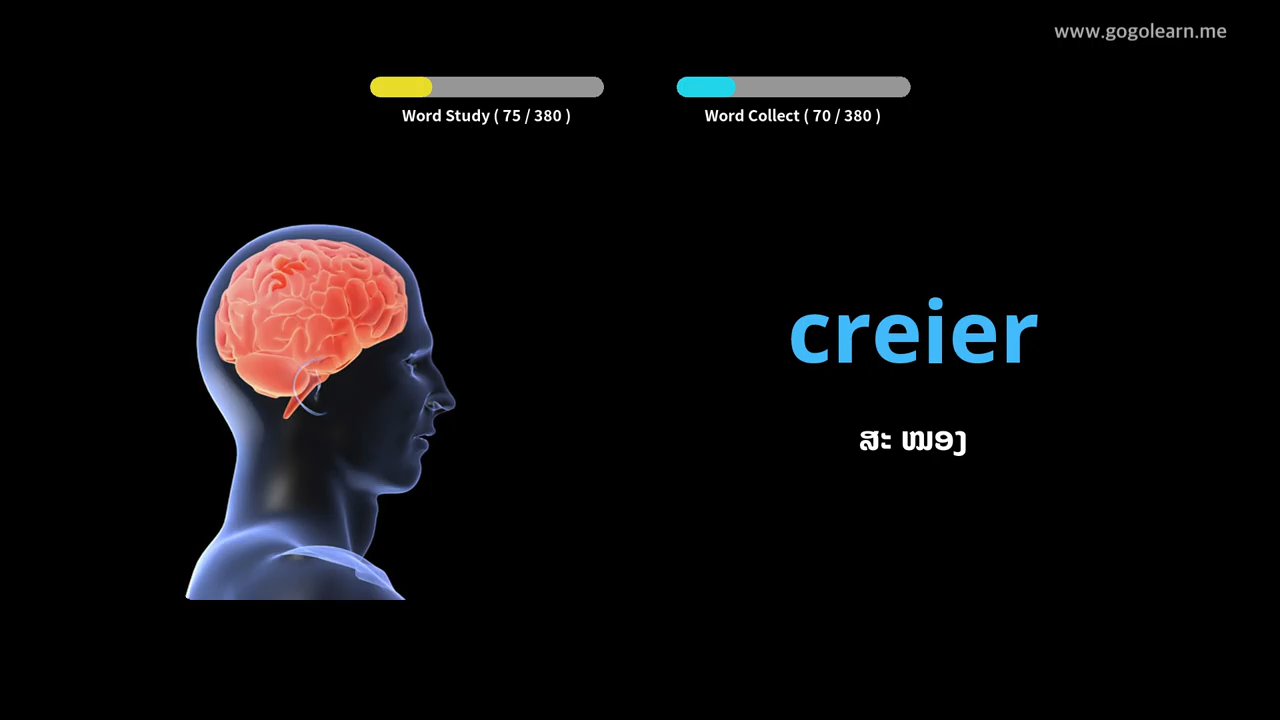 www.gogolearn.me
Word Study ( 75 / 380 )
Word Collect ( 70 / 380 )
creier
ສະ ໝອງ